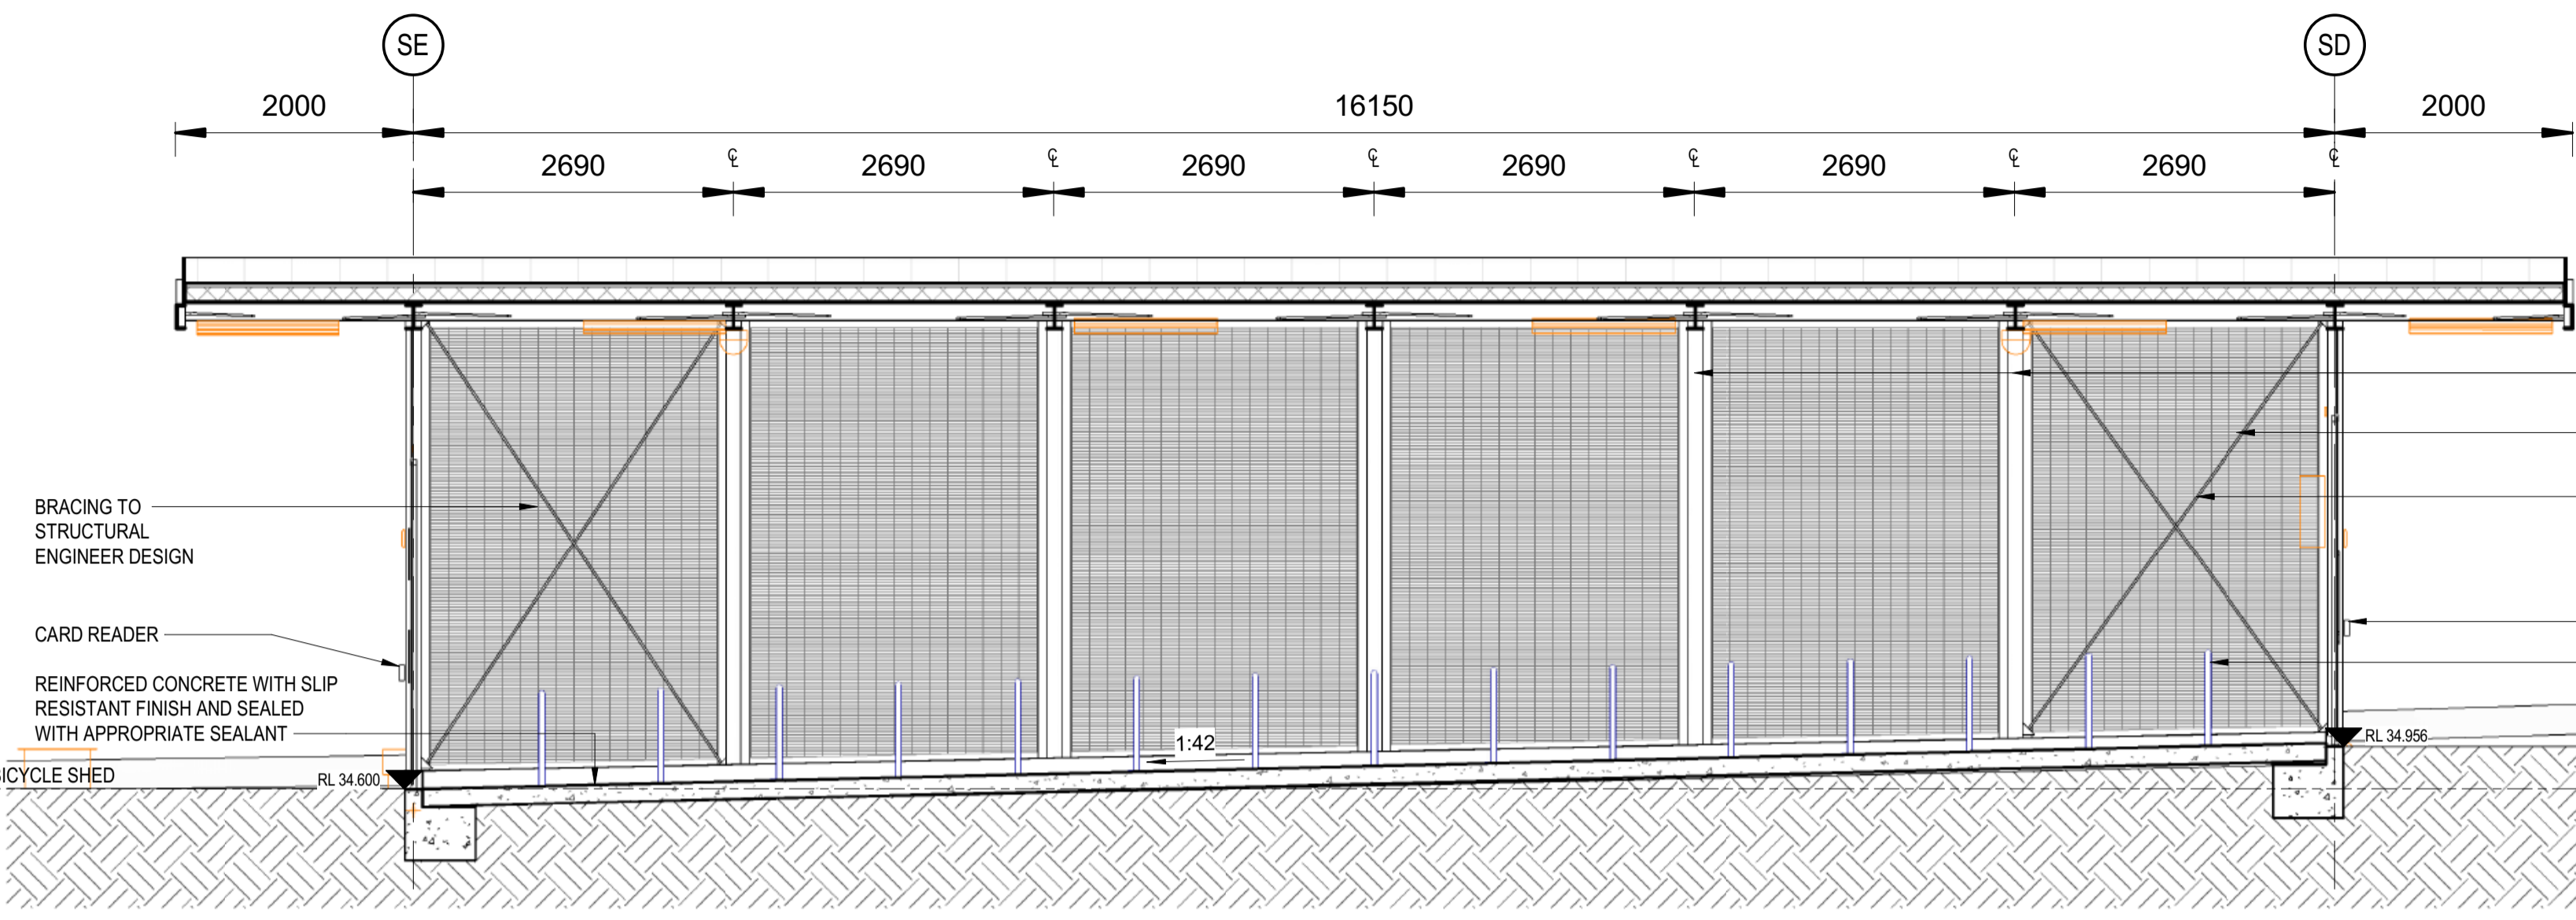 SE
SD
2000
16150
2000
2690
℄
2690
℄
2690
℄
2690
℄
2690
℄
2690
℄
BRACING TO
STRUCTURAL
ENGINEER DESIGN
CARD READER
REINFORCED CONCRETE WITH SLIP
RESISTANT FINISH AND SEALED
WITH APPROPRIATE SEALANT
1:42
RL 34.956
ICYCLE SHED
RL 34.600